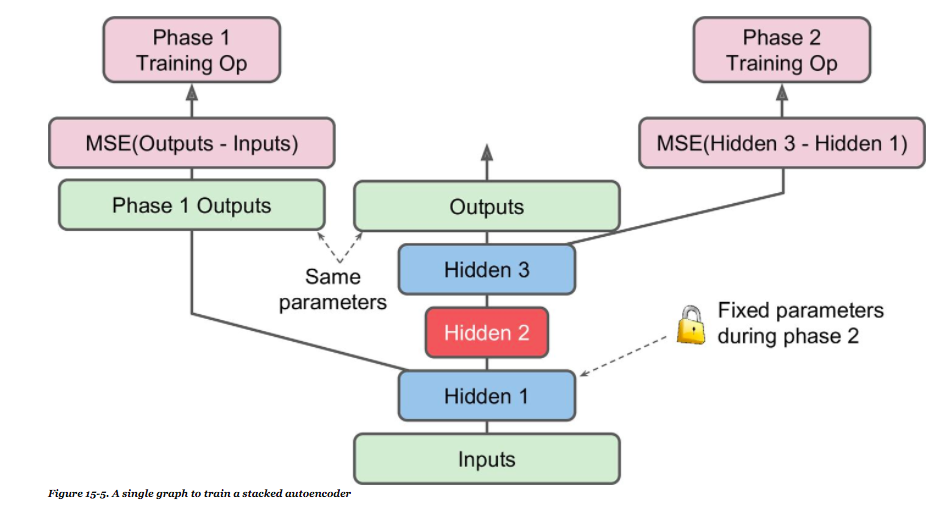 Phase 1
Training Op
Phase 2
Training Op
MSE(Outputs - Inputs)
MSE(Hidden 3 - Hidden 1)
Phase 1 Outputs
Outputs
Same
parameters
Hidden 3
Hidden 2
Fixed parameters
during phase 2
Hidden 1
Inputs
Figure 15-5. A single graph to train a stacked autoencoder